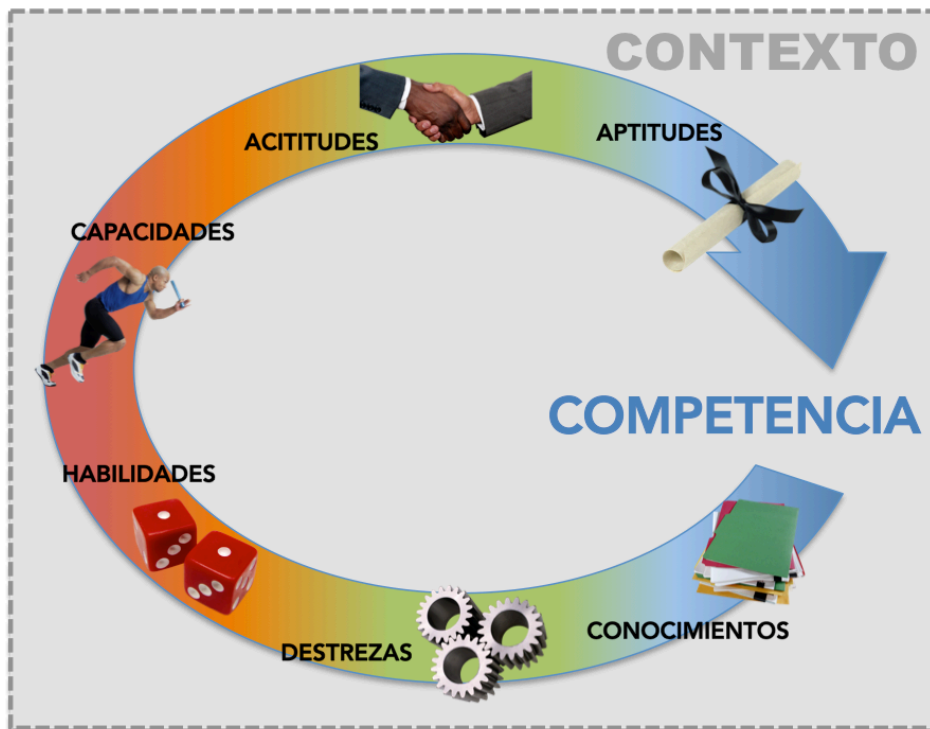 CONTEXTO
ACITITUDES
APTITUDES
CAPACIDADES
COMPETENCIA
HABILIDADES
CONOCIMIENTOS
DESTREZAS